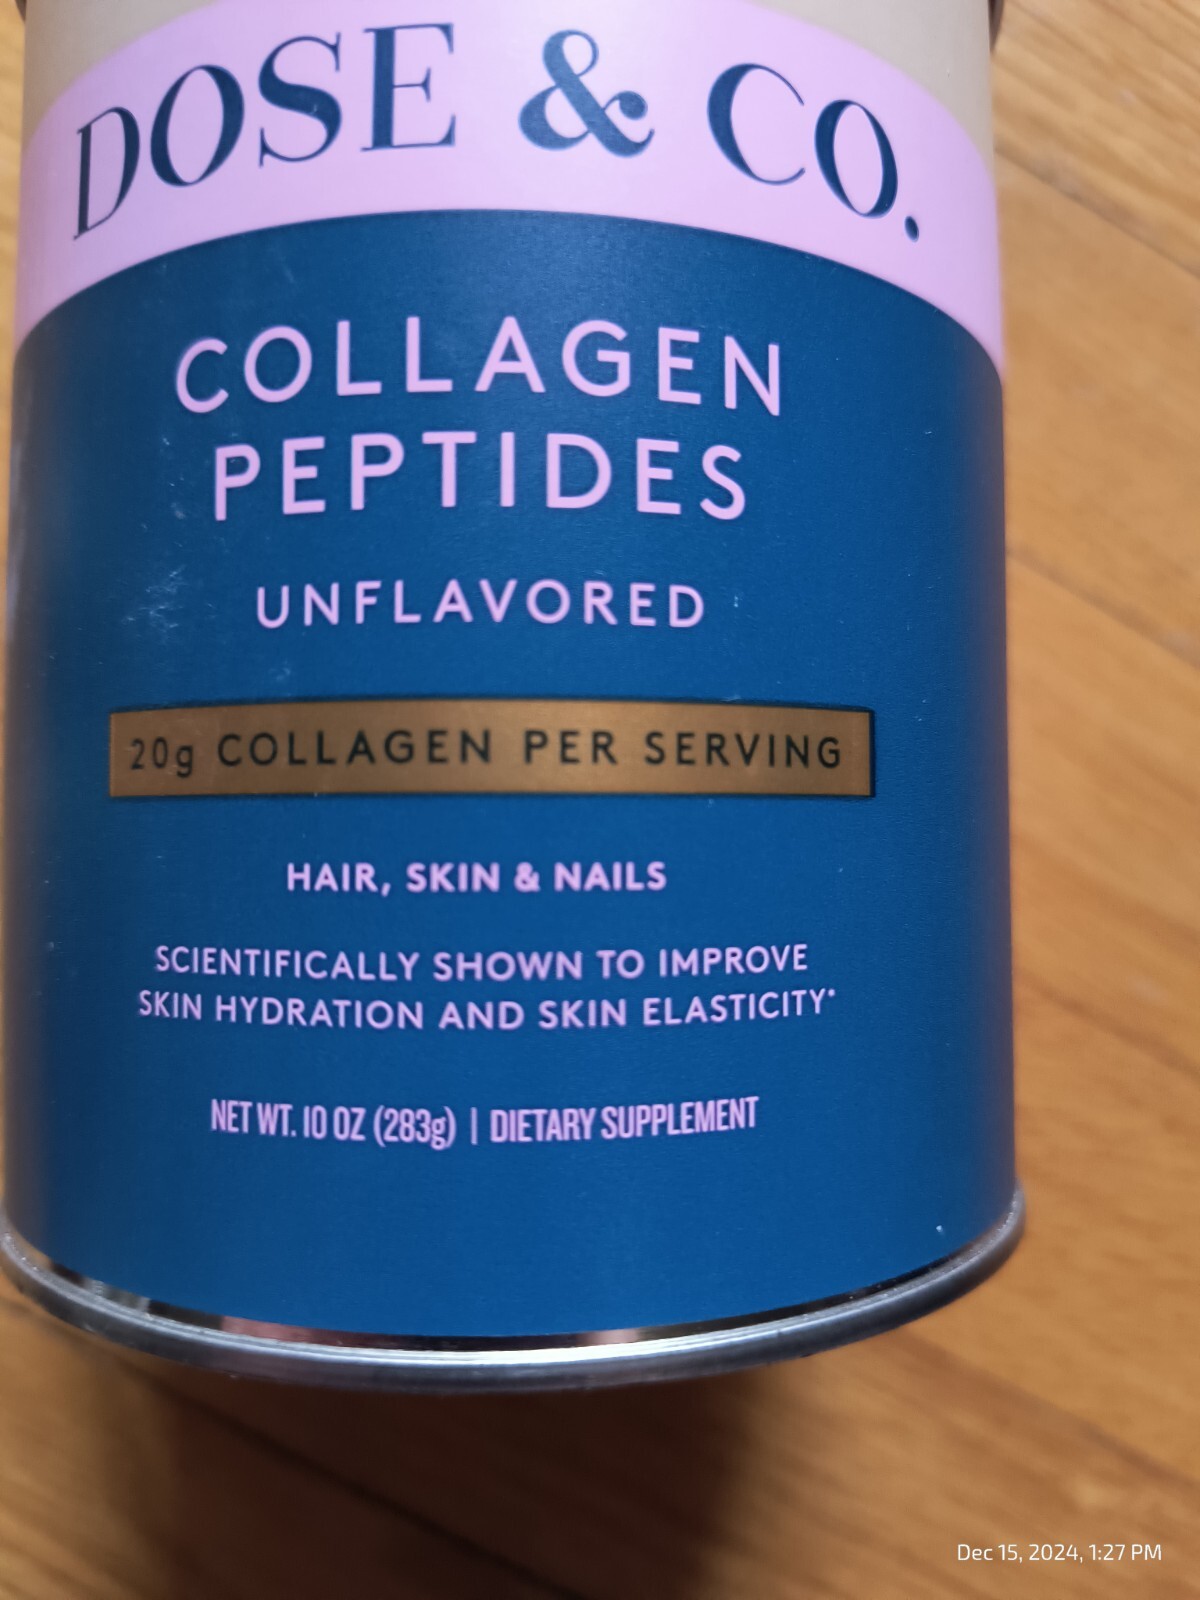 DOSE & CO.
COLLAGEN
PEPTIDES
UNFLAVORED
20g COLLAGEN PER SERVING
HAIR, SKIN & NAILS
SCIENTIFICALLY SHOWN TO IMPROVE
SKIN HYDRATION AND SKIN ELASTICITY*
NET WT. 10 OZ (283g) | DIETARY SUPPLEMENT
Dec 15, 2024, 1:27 PM